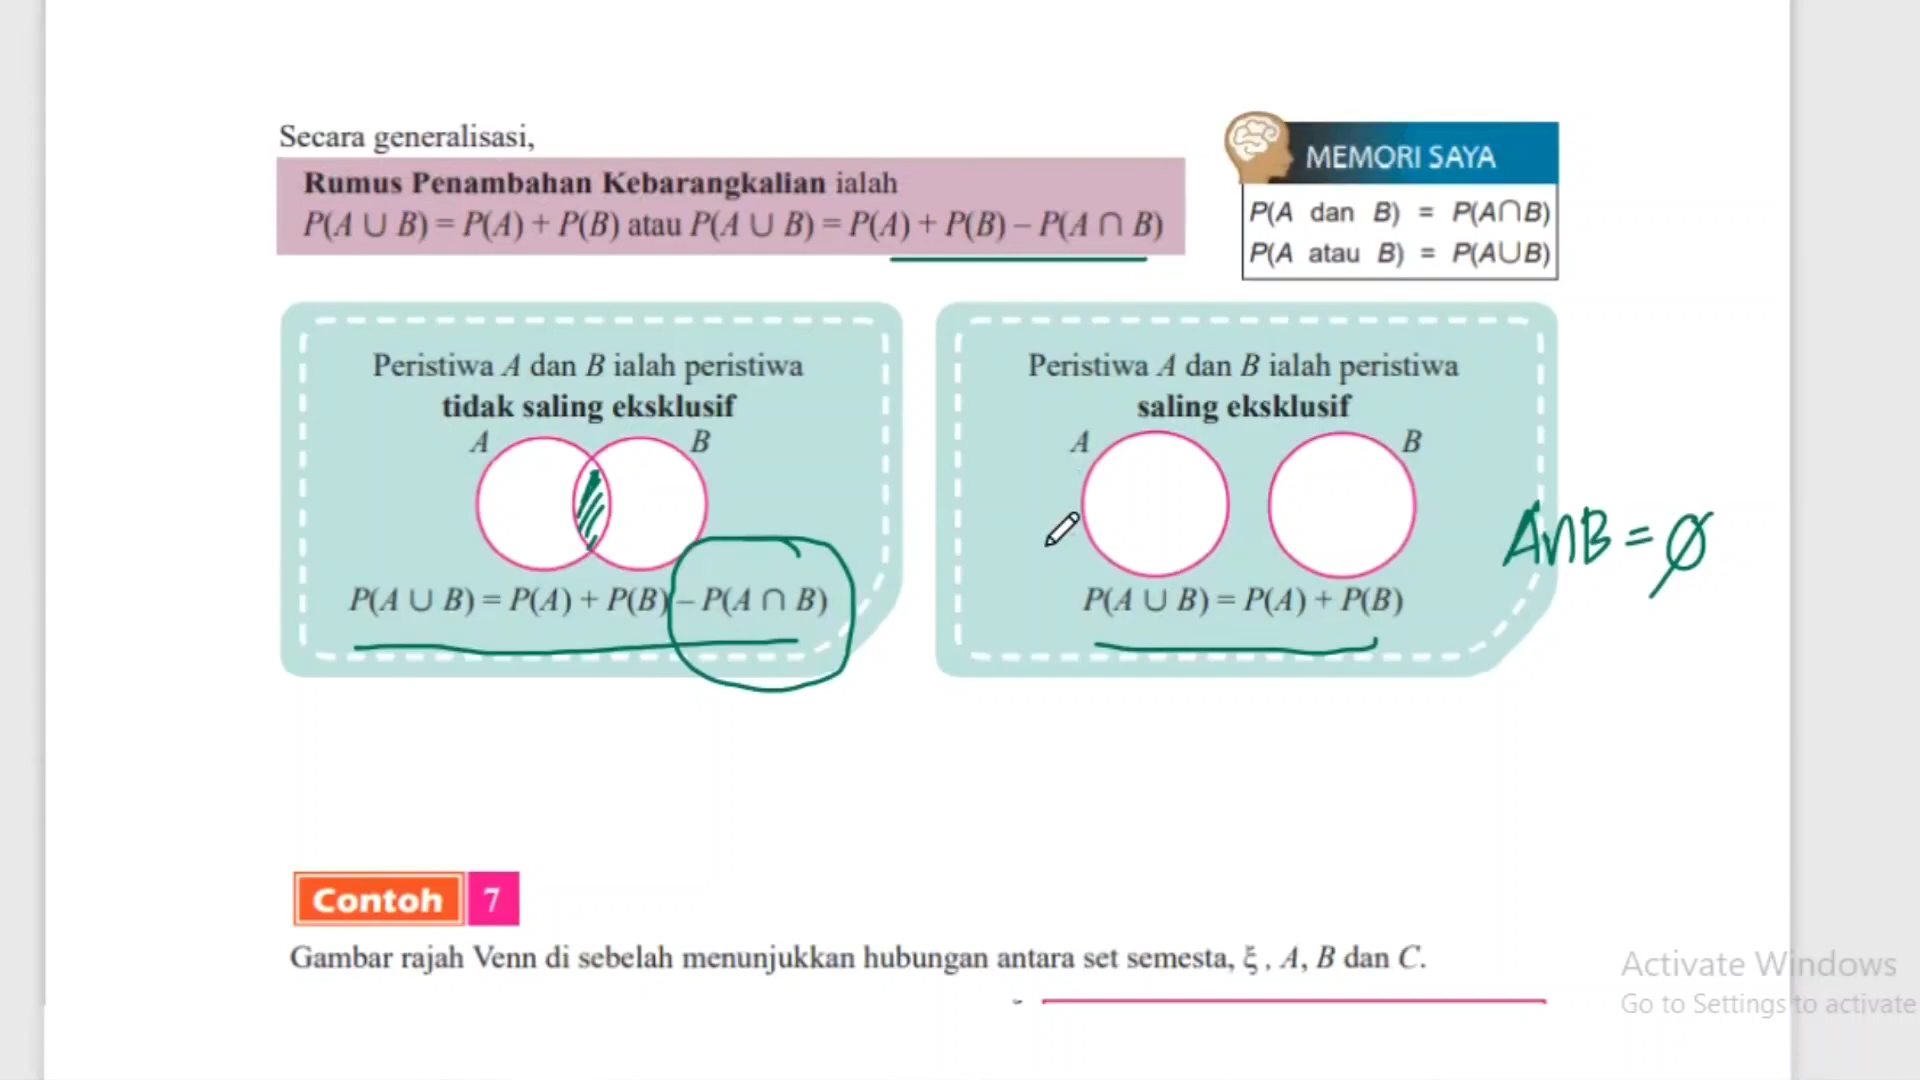 Secara generalisasi,
Rumus Penambahan Kebarangkalian ialah
P(A ∪ B) = P(A) + P(B) atau P(A ∪ B) = P(A) + P(B) – P(A ∩ B)
MEMORI SAYA
P(A dan B) = P(A∩B)
P(A atau B) = P(A∪B)
Peristiwa A dan B ialah peristiwa
tidak saling eksklusif
A B
P(A ∪ B) = P(A) + P(B) – P(A ∩ B)
Peristiwa A dan B ialah peristiwa
saling eksklusif
A B
P(A ∪ B) = P(A) + P(B)
A∩B = Ø
Contoh 7
Gambar rajah Venn di sebelah menunjukkan hubungan antara set semesta, ξ , A, B dan C.
Activate Windows
Go to Settings to activate